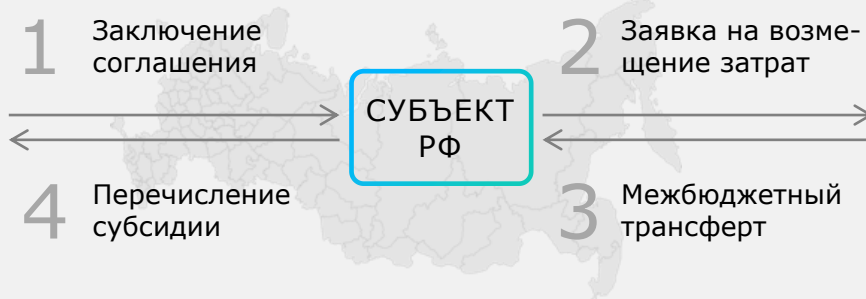 1
Заключение
соглашения
2
Заявка на возме-
щение затрат
СУБЪЕКТ
РФ
4
Перечисление
субсидии
3
Межбюджетный
трансферт